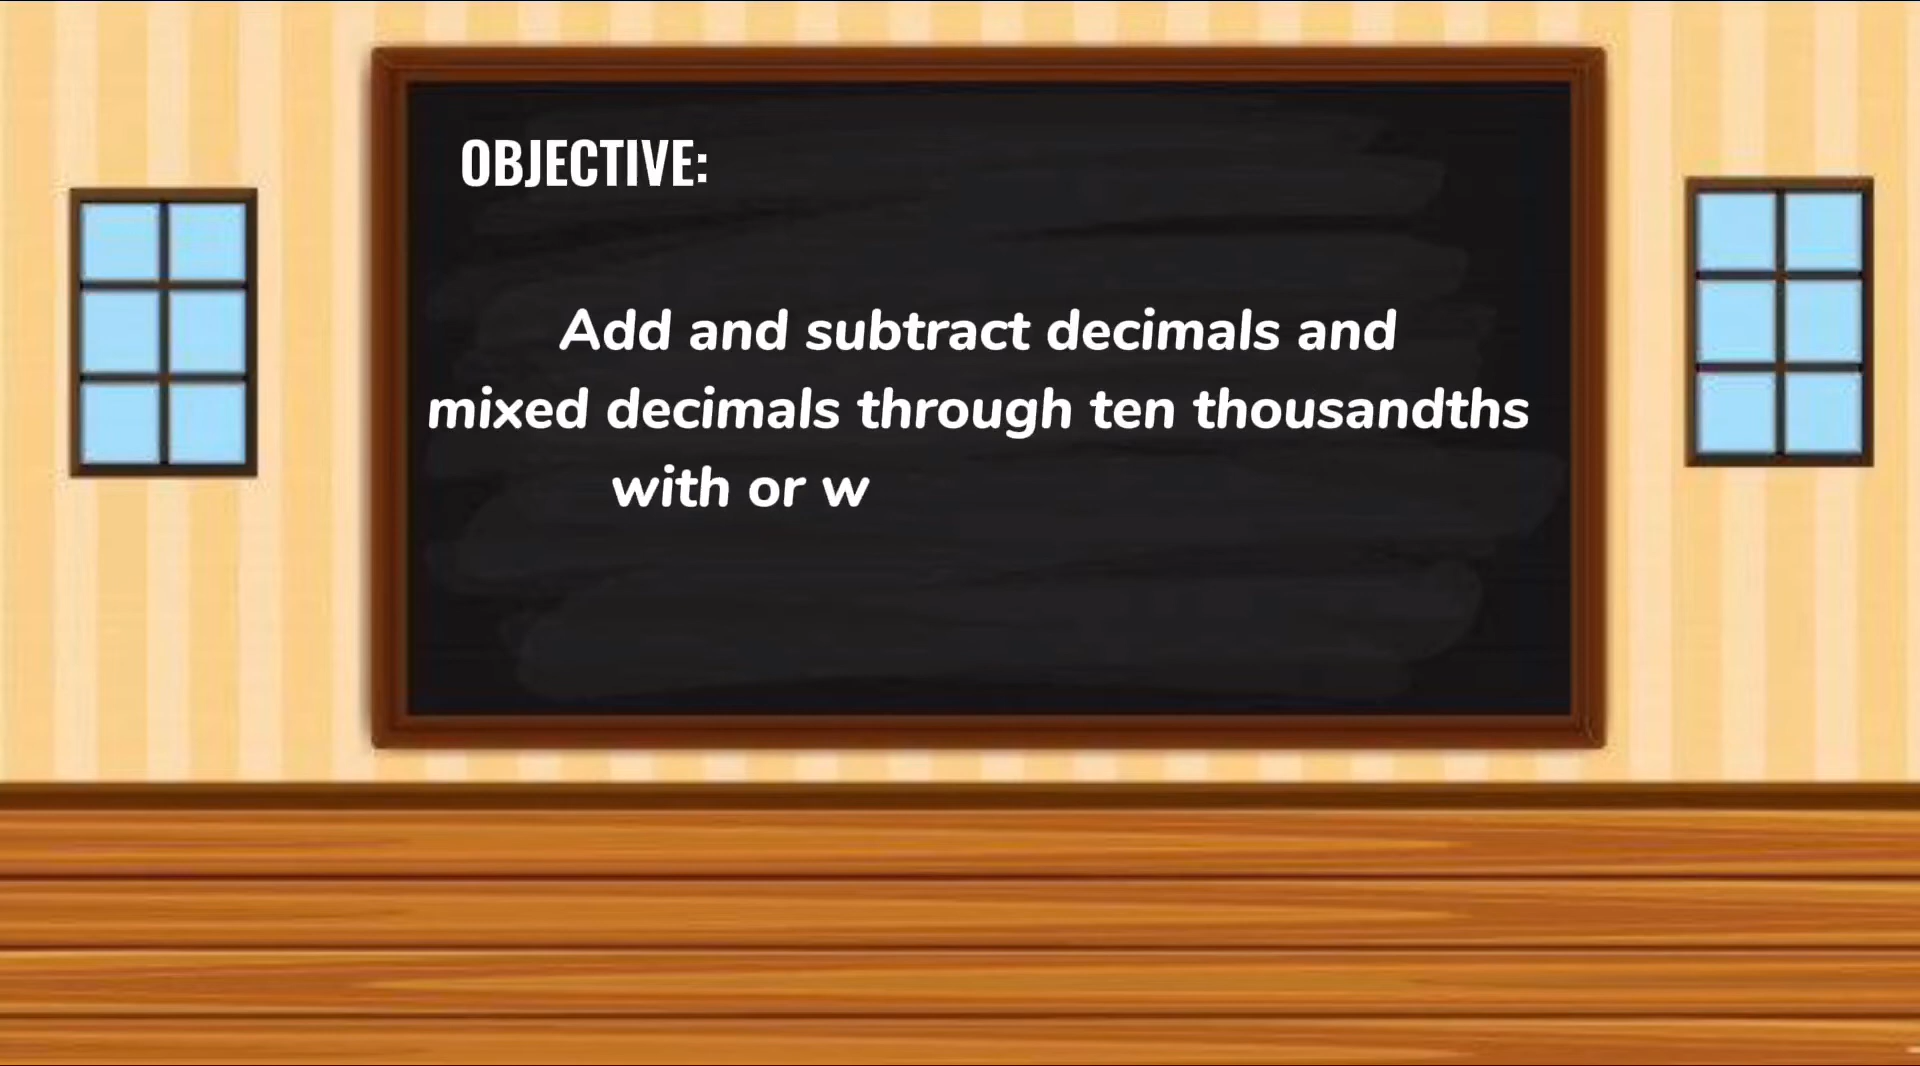 OBJECTIVE:
Add and subtract decimals and
mixed decimals through ten thousandths
with or w